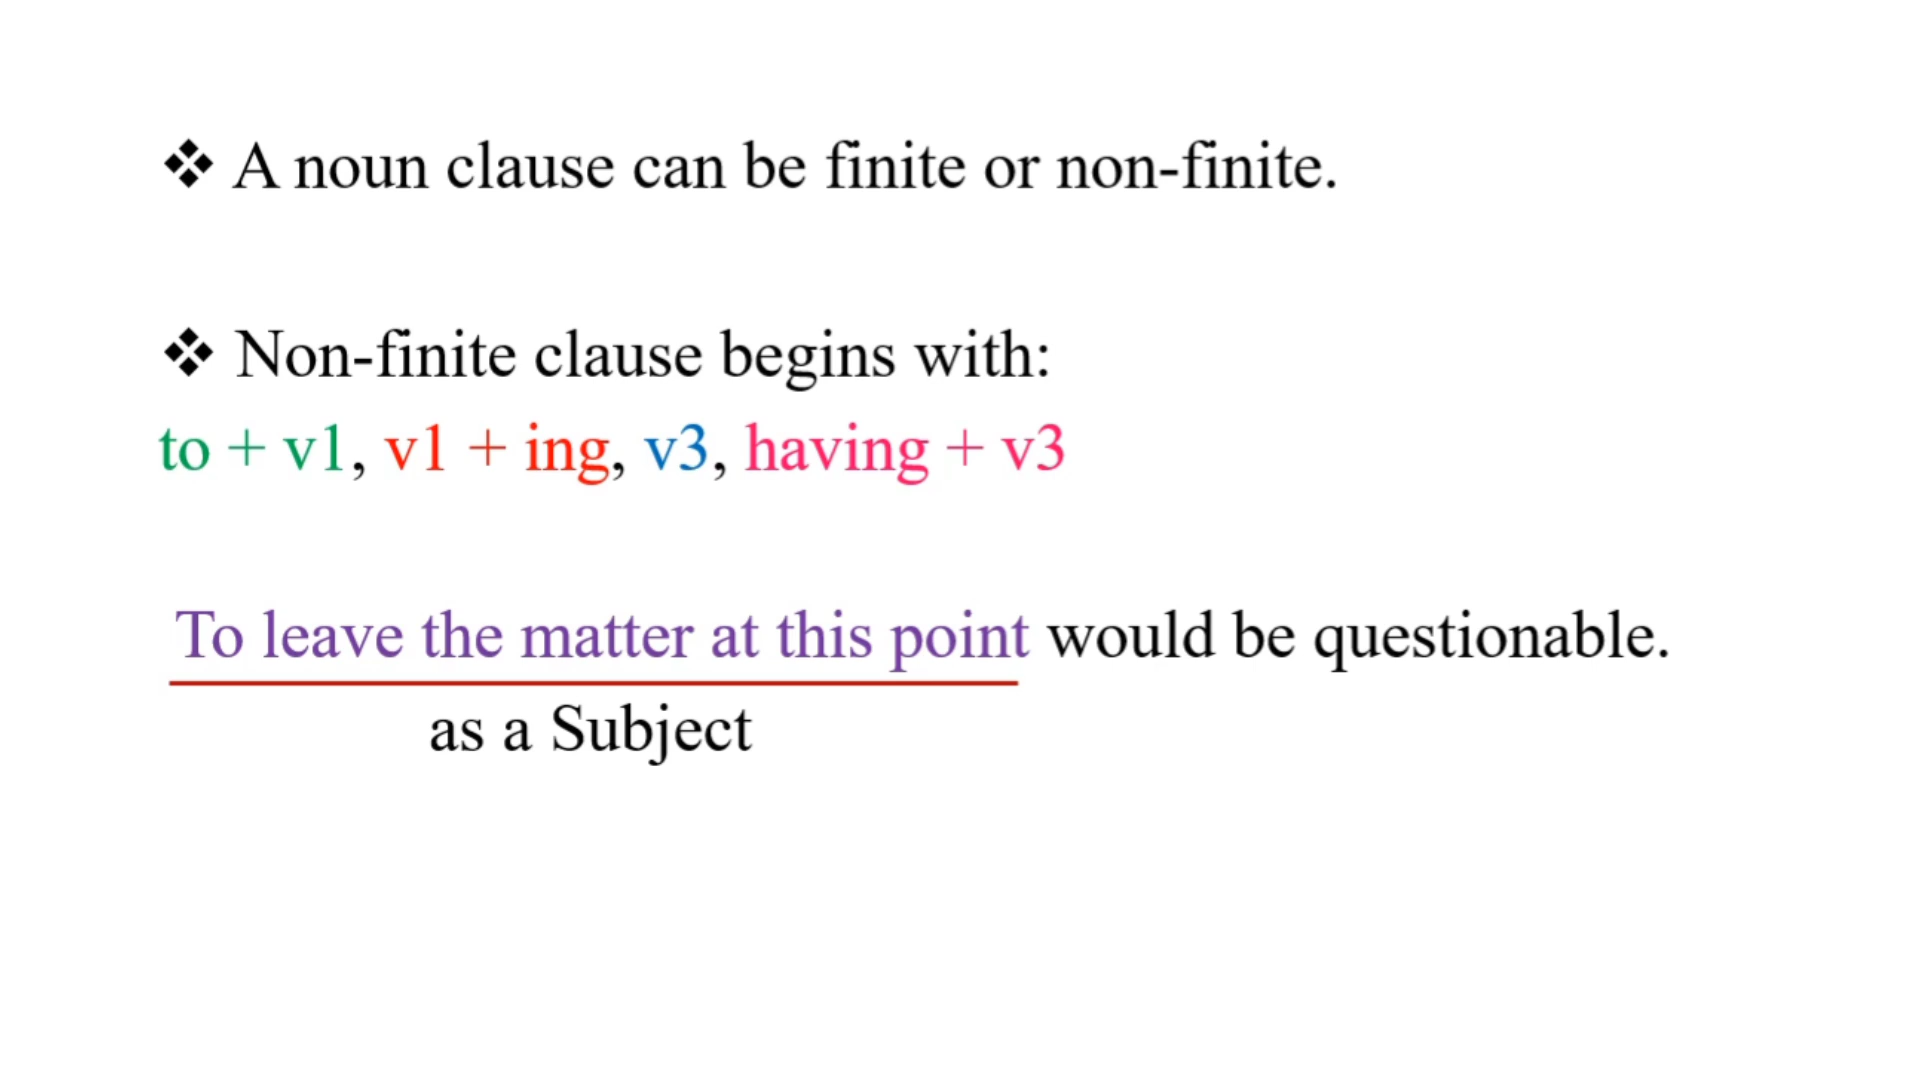 ❖ A noun clause can be finite or non-finite.
❖ Non-finite clause begins with:
to + v1, v1 + ing, v3, having + v3
To leave the matter at this point would be questionable.
as a Subject